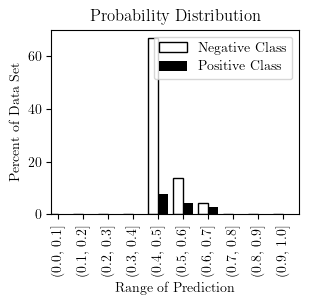 Probability Distribution
Negative Class
Positive Class
Percent of Data Set
60
40
20
0
(0.0, 0.1]
(0.1, 0.2]
(0.2, 0.3]
(0.3, 0.4]
(0.4, 0.5]
(0.5, 0.6]
(0.6, 0.7]
(0.7, 0.8]
(0.8, 0.9]
(0.9, 1.0]
Range of Prediction